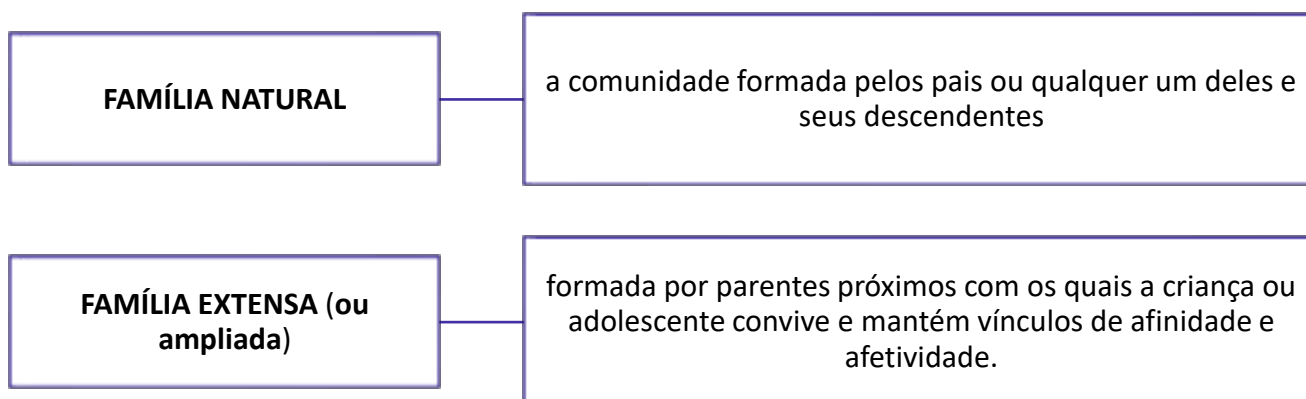 FAMÍLIA NATURAL
a comunidade formada pelos pais ou qualquer um deles e
seus descendentes
FAMÍLIA EXTENSA (ou
ampliada)
formada por parentes próximos com os quais a criança ou
adolescente convive e mantém vínculos de afinidade e
afetividade.